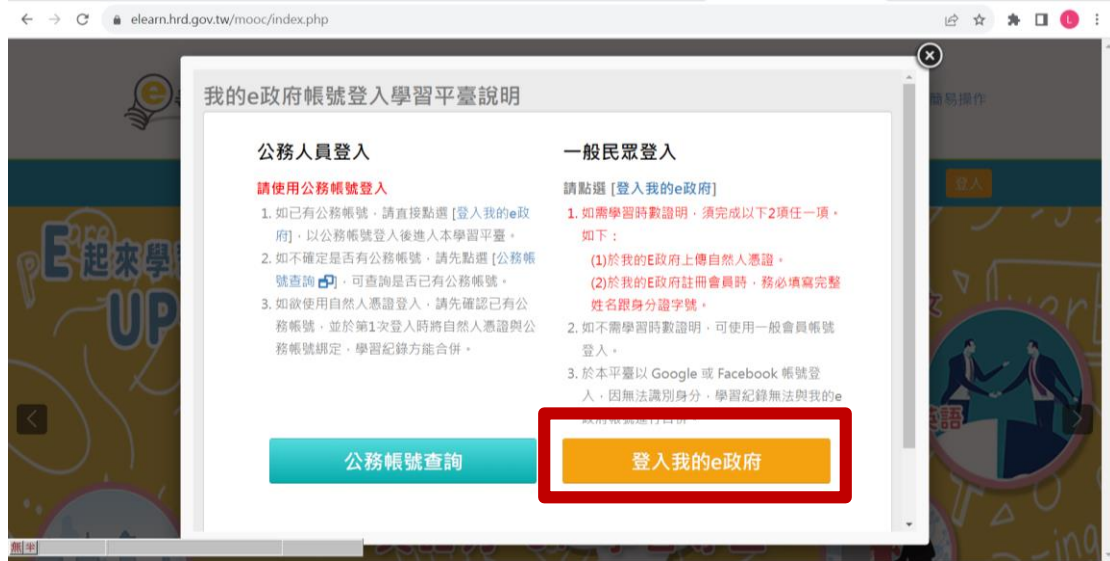 elearn.hrd.gov.tw/mooc/index.php
L
e
簡易操作
登入
我的e政府帳號登入學習平臺說明
公務人員登入
請使用公務帳號登入
1. 如已有公務帳號，請直接點選 [登入我的e政
府]，以公務帳號登入後進入本學習平臺。
2. 如不確定是否有公務帳號，請先點選 [公務帳
號查詢]，可查詢是否已有公務帳號。
3. 如欲使用自然人憑證登入，請先確認已有公
務帳號，並於第1次登入時將自然人憑證與公
務帳號綁定，學習紀錄方能合併。
公務帳號查詢
一般民眾登入
請點選 [登入我的e政府]
1. 如需學習時數證明，須完成以下2項任一項，
如下：
(1)於我的E政府上傳自然人憑證。
(2)於我的E政府註冊會員時，務必填寫完整
姓名跟身分證字號。
2. 如不需學習時數證明，可使用一般會員帳號
登入。
3. 於本平臺以 Google 或 Facebook 帳號登
入，因無法識別身分，學習紀錄無法與我的e
政府帳號進行合併。
登入我的e政府
E起來學
UP
文
英語
無 半
ing